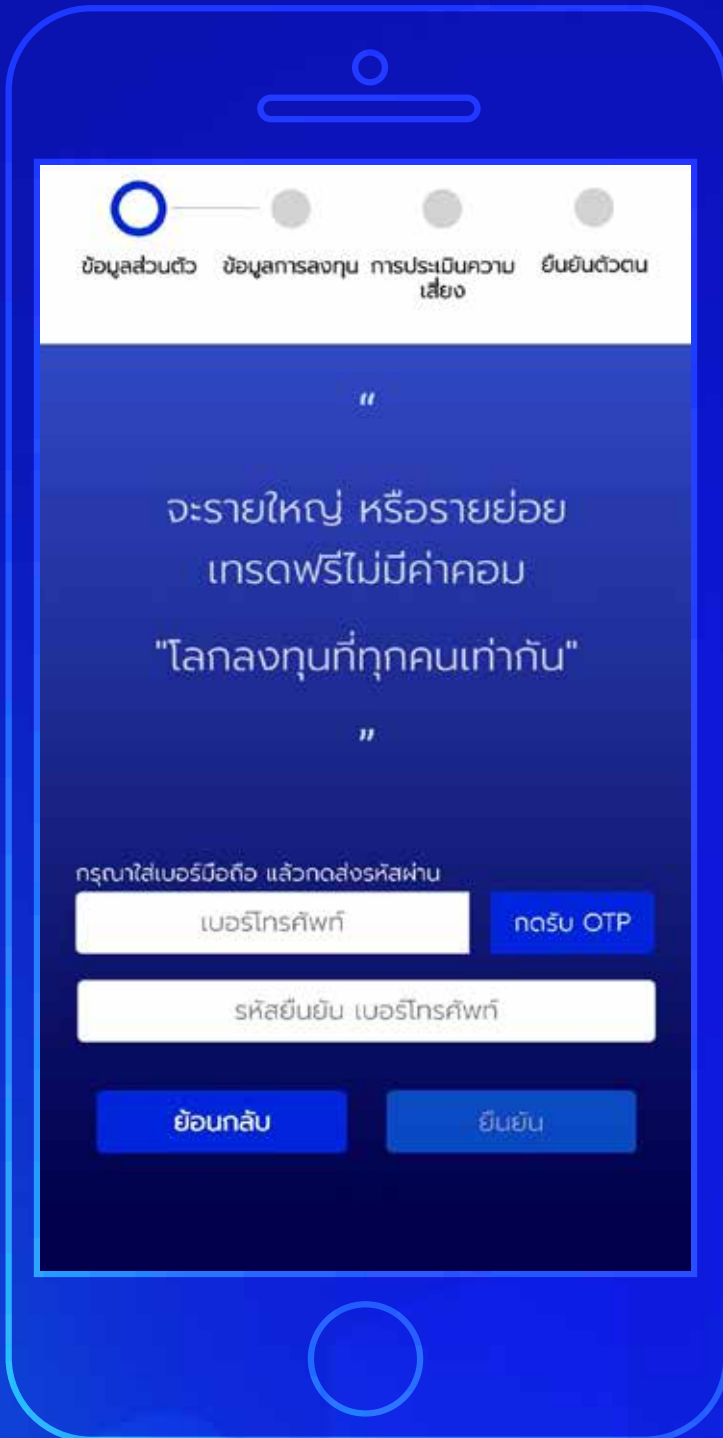 ข้อมูลส่วนตัว ข้อมูลการลงทุน การประเมินความเสี่ยง ยืนยันตัวตน
“
จะรายใหญ่ หรือรายย่อย
เทรดฟรีไม่มีค่าคอม
"โลกลงทุนที่ทุกคนเท่ากัน"
”
กรุณาใส่เบอร์มือถือ แล้วกดส่งรหัสผ่าน
เบอร์โทรศัพท์ กดรับ OTP
รหัสยืนยัน เบอร์โทรศัพท์
ย้อนกลับ ยืนยัน